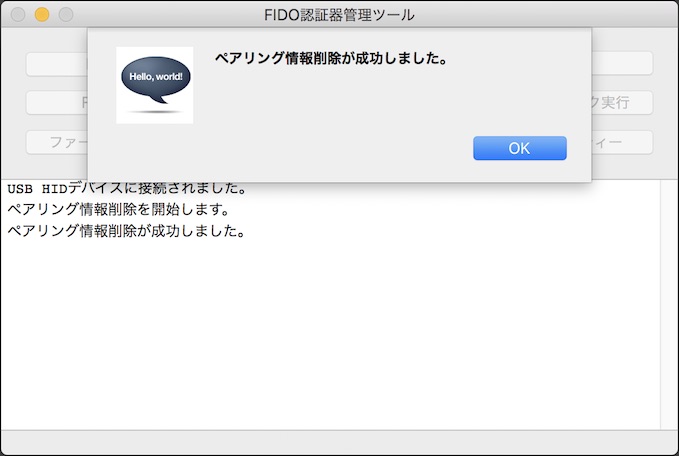 FIDO認証器管理ツール
Hello, world!
ペアリング情報削除が成功しました。
OK
ク実行
ファー
ィー
USB HIDデバイスに接続されました。
ペアリング情報削除を開始します。
ペアリング情報削除が成功しました。